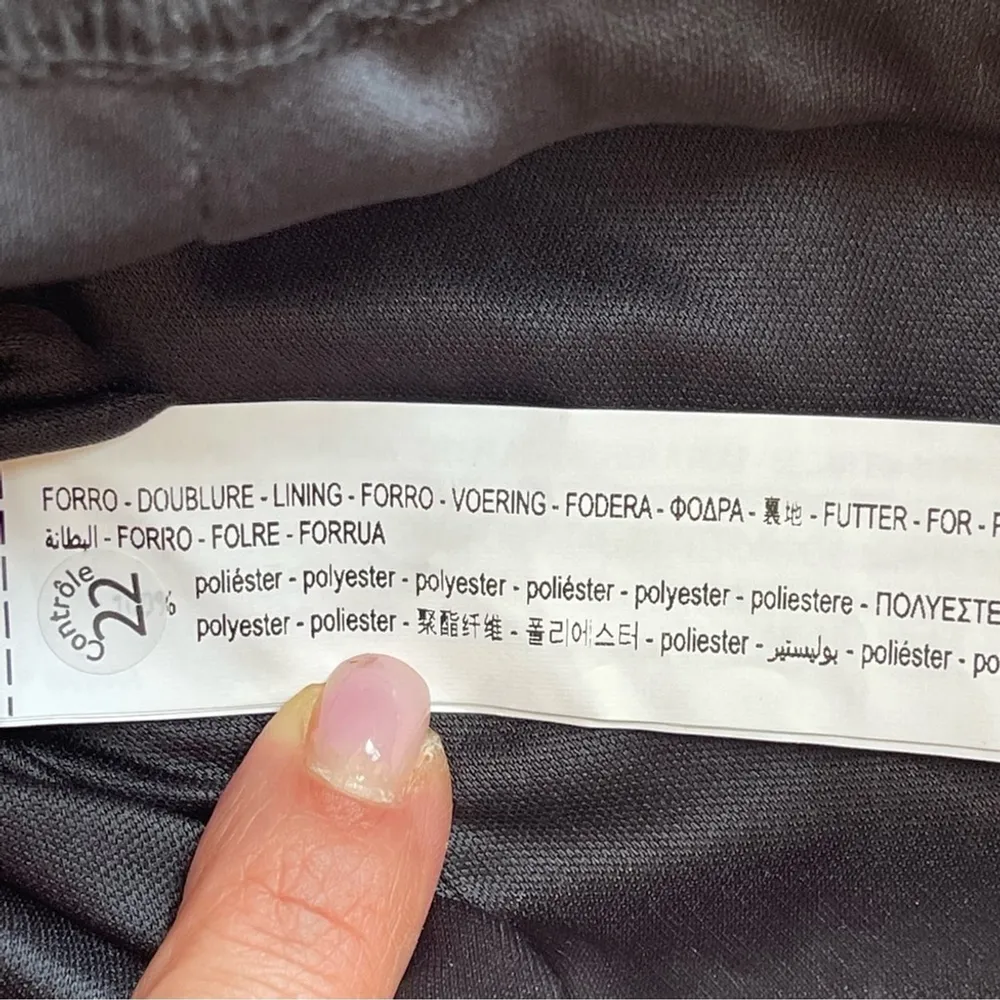 FORRO - DOUBLURE - LINING - FORRO - VOERING - FODERA - ΦΟΔΡΑ - 裏地 - FUTTER - FOR -
البطانة - FORRO - FOLRE - FORRUA
contrôle 22
% poliéster - polyester - polyester - poliéster - polyester - poliestere - ΠΟΛΥΕΣΤΕ
polyester - poliester - 聚酯纤维 - 폴리에스터 - poliester - بوليستير - poliéster - po